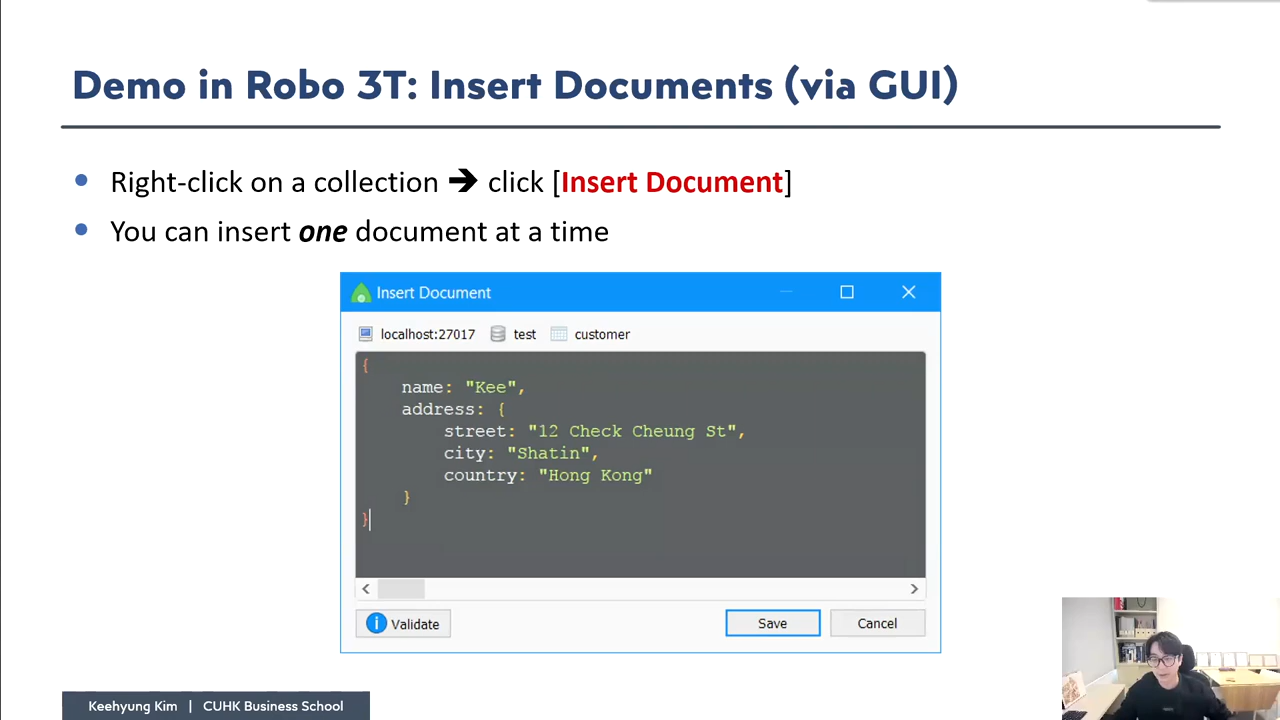 Demo in Robo 3T: Insert Documents (via GUI)
• Right-click on a collection ➔ click [Insert Document]
• You can insert one document at a time
Insert Document
localhost:27017 test customer
{
name: "Kee",
address: {
street: "12 Check Cheung St",
city: "Shatin",
country: "Hong Kong"
}
}
Validate Save Cancel
Keehyung Kim | CUHK Business School